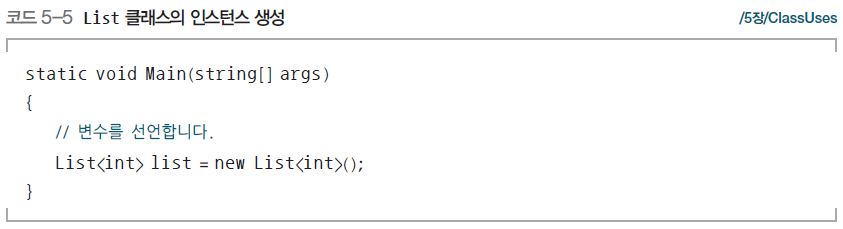 코드 5-5 List 클래스의 인스턴스 생성 /5장/ClassUses
static void Main(string[] args)
{
// 변수를 선언합니다.
List<int> list = new List<int>();
}